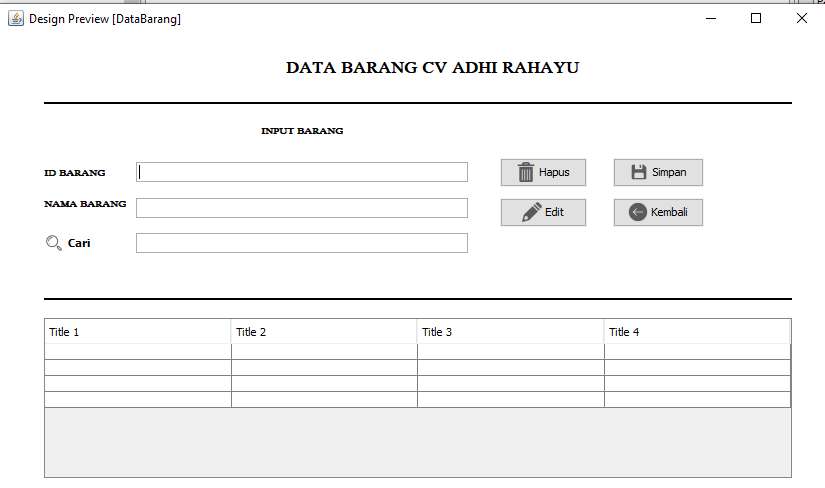 Design Preview [DataBarang]
DATA BARANG CV ADHI RAHAYU
INPUT BARANG
ID BARANG
Hapus
Simpan
NAMA BARANG
Edit
Kembali
Cari
Title 1
Title 2
Title 3
Title 4